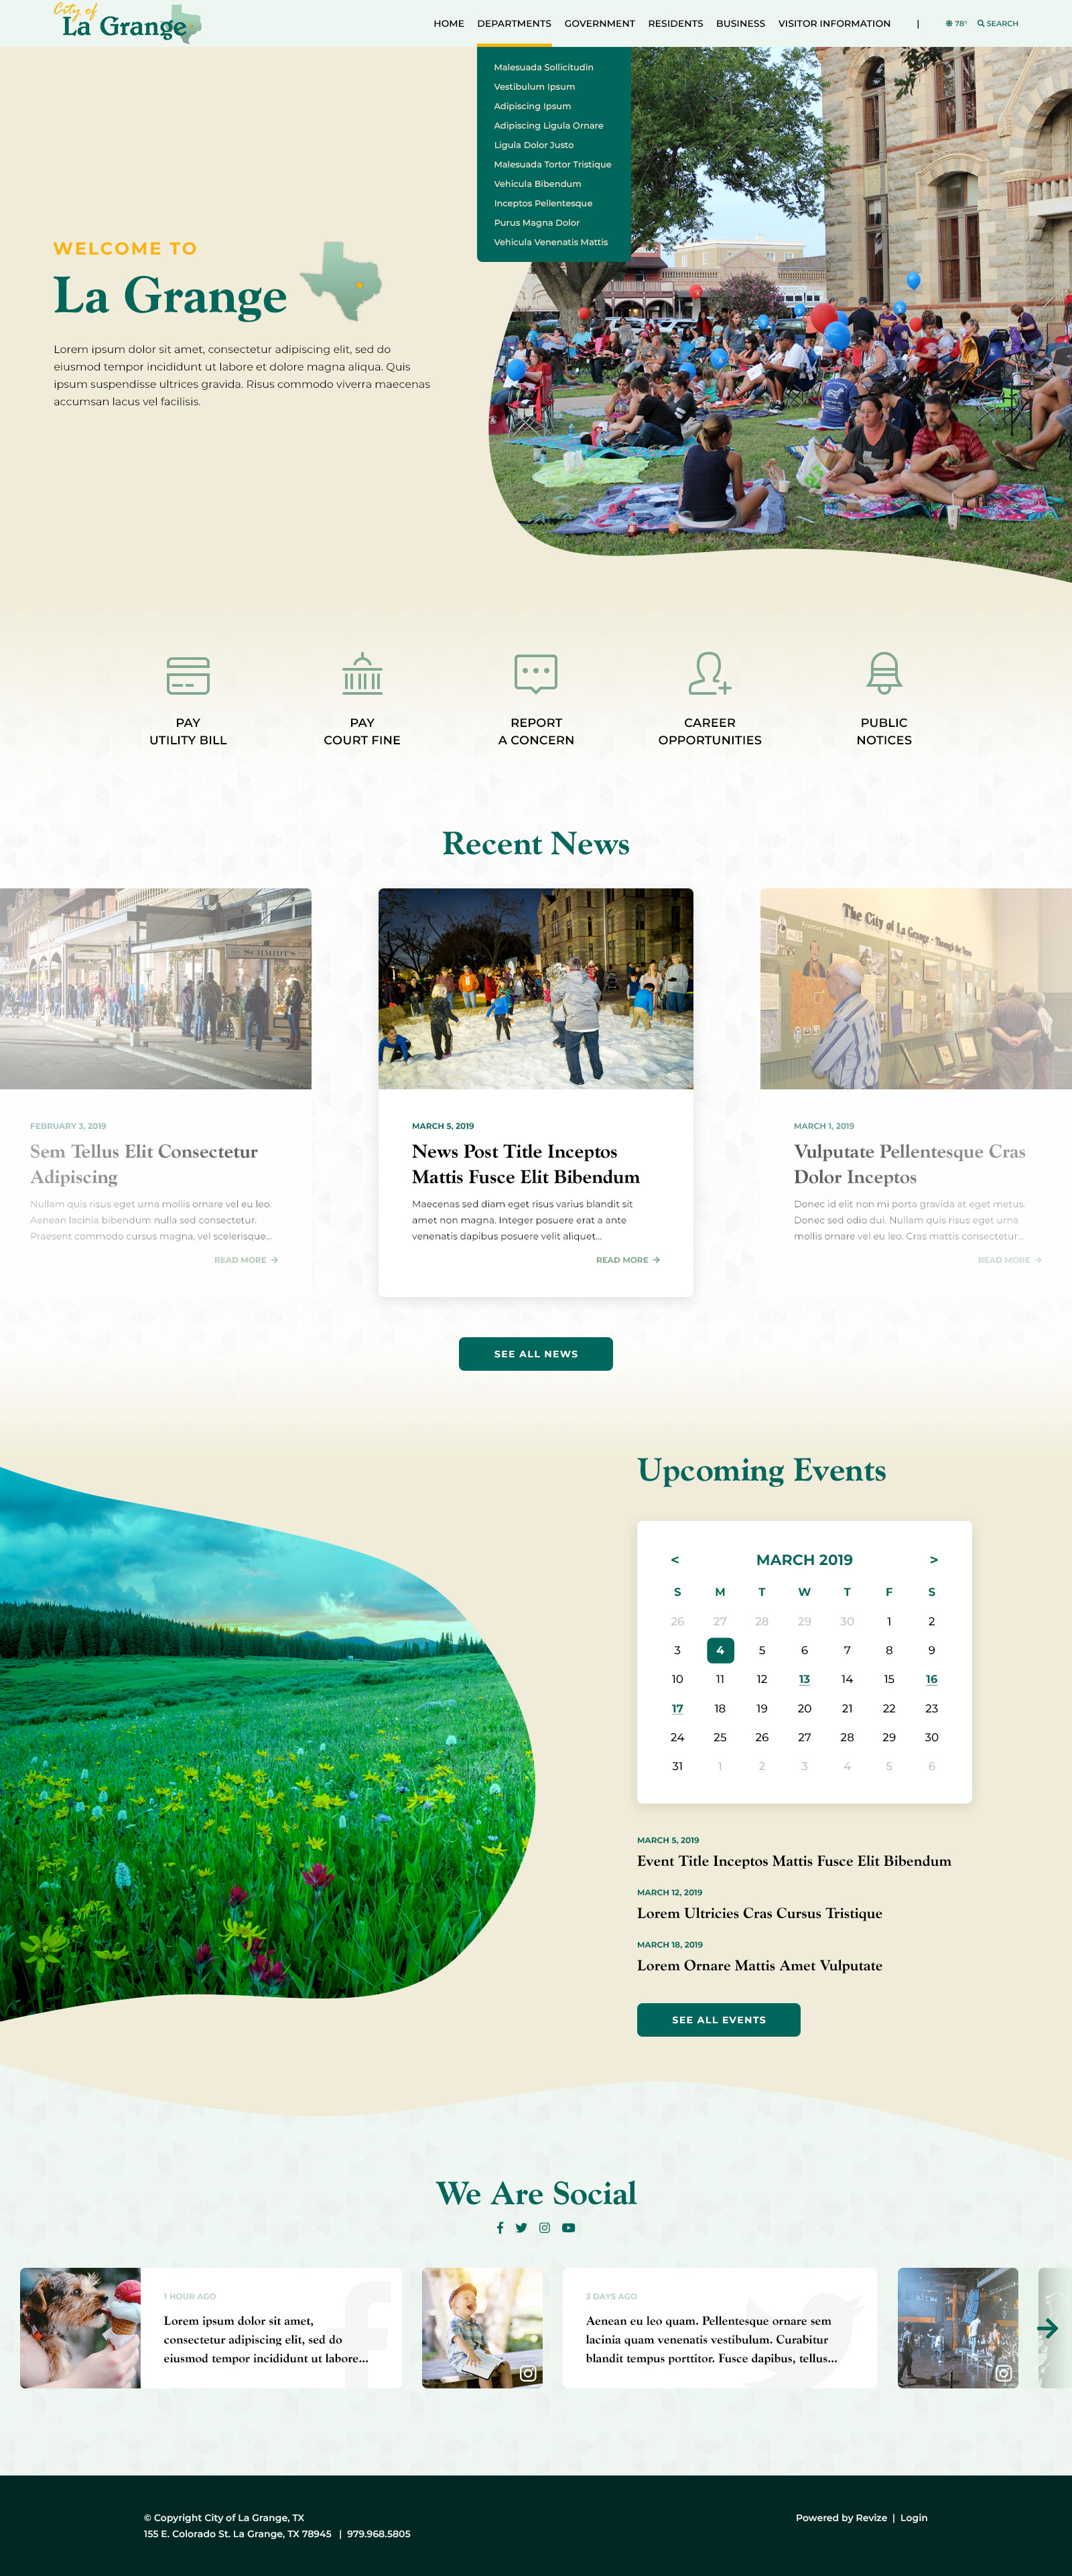 City of
La Grange
HOME DEPARTMENTS GOVERNMENT RESIDENTS BUSINESS VISITOR INFORMATION | 78° SEARCH
Malesuada Sollicitudin
Vestibulum Ipsum
Adipiscing Ipsum
Adipiscing Ligula Ornare
Ligula Dolor Justo
Malesuada Tortor Tristique
Vehicula Bibendum
Inceptos Pellentesque
Purus Magna Dolor
Vehicula Venenatis Mattis
WELCOME TO
La Grange
Lorem ipsum dolor sit amet, consectetur adipiscing elit, sed do
eiusmod tempor incididunt ut labore et dolore magna aliqua. Quis
ipsum suspendisse ultrices gravida. Risus commodo viverra maecenas
accumsan lacus vel facilisis.
PAY
UTILITY BILL
PAY
COURT FINE
REPORT
A CONCERN
CAREER
OPPORTUNITIES
PUBLIC
NOTICES
Recent News
SCHMIDT'S
FEBRUARY 3, 2019
Sem Tellus Elit Consectetur
Adipiscing
Nullam quis risus eget urna mollis ornare vel eu leo.
Aenean lacinia bibendum nulla sed consectetur.
Praesent commodo cursus magna, vel scelerisque...
READ MORE →
MARCH 5, 2019
News Post Title Inceptos
Mattis Fusce Elit Bibendum
Maecenas sed diam eget risus varius blandit sit
amet non magna. Integer posuere erat a ante
venenatis dapibus posuere velit aliquet...
READ MORE →
The City of La Grange - Through the
Frontier Founding
MARCH 1, 2019
Vulputate Pellentesque Cras
Dolor Inceptos
Donec id elit non mi porta gravida at eget metus.
Donec sed odio dui. Nullam quis risus eget urna
mollis ornare vel eu leo. Cras mattis consectetur...
READ MORE →
SEE ALL NEWS
Upcoming Events
< MARCH 2019 >
S M T W T F S
26 27 28 29 30 1 2
3 4 5 6 7 8 9
10 11 12 13 14 15 16
17 18 19 20 21 22 23
24 25 26 27 28 29 30
31 1 2 3 4 5 6
MARCH 5, 2019
Event Title Inceptos Mattis Fusce Elit Bibendum
MARCH 12, 2019
Lorem Ultricies Cras Cursus Tristique
MARCH 18, 2019
Lorem Ornare Mattis Amet Vulputate
SEE ALL EVENTS
We Are Social
1 HOUR AGO
Lorem ipsum dolor sit amet,
consectetur adipiscing elit, sed do
eiusmod tempor incididunt ut labore...
3 DAYS AGO
Aenean eu leo quam. Pellentesque ornare sem
lacinia quam venenatis vestibulum. Curabitur
blandit tempus porttitor. Fusce dapibus, tellus...
© Copyright City of La Grange, TX
155 E. Colorado St. La Grange, TX 78945 | 979.968.5805
Powered by Revize | Login